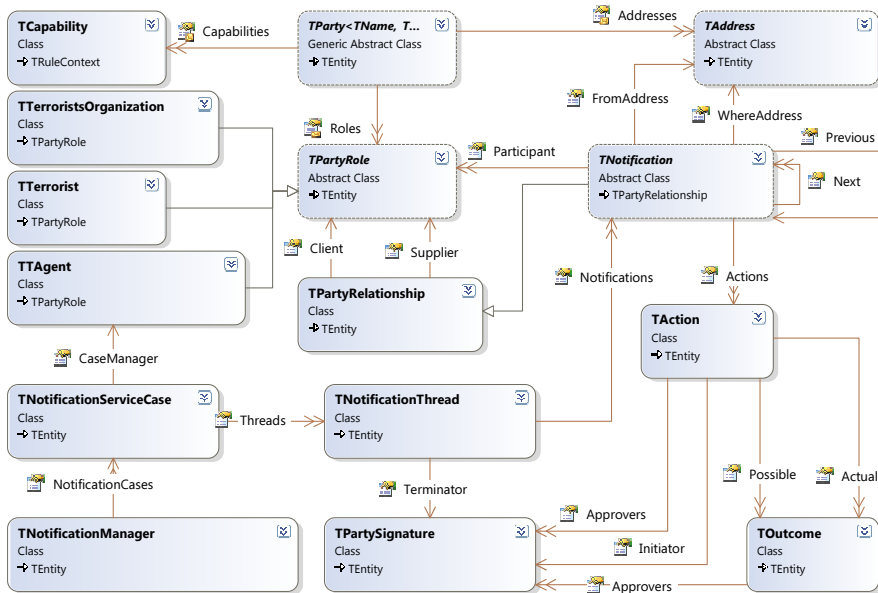 TCapability
Class
TRuleContext
Capabilities
TParty<TName, T...
Generic Abstract Class
TEntity
Addresses
TAddress
Abstract Class
TEntity
TTerroristsOrganization
Class
TPartyRole
Roles
FromAddress
WhereAddress
Previous
TPartyRole
Abstract Class
TEntity
Participant
TNotification
Abstract Class
TPartyRelationship
Next
TTerrorist
Class
TPartyRole
Client
Supplier
TTAgent
Class
TPartyRole
TPartyRelationship
Class
TEntity
Notifications
Actions
TAction
Class
TEntity
CaseManager
TNotificationServiceCase
Class
TEntity
Threads
TNotificationThread
Class
TEntity
NotificationCases
Terminator
Possible
Actual
TNotificationManager
Class
TEntity
TPartySignature
Class
TEntity
Approvers
Initiator
Approvers
TOutcome
Class
TEntity